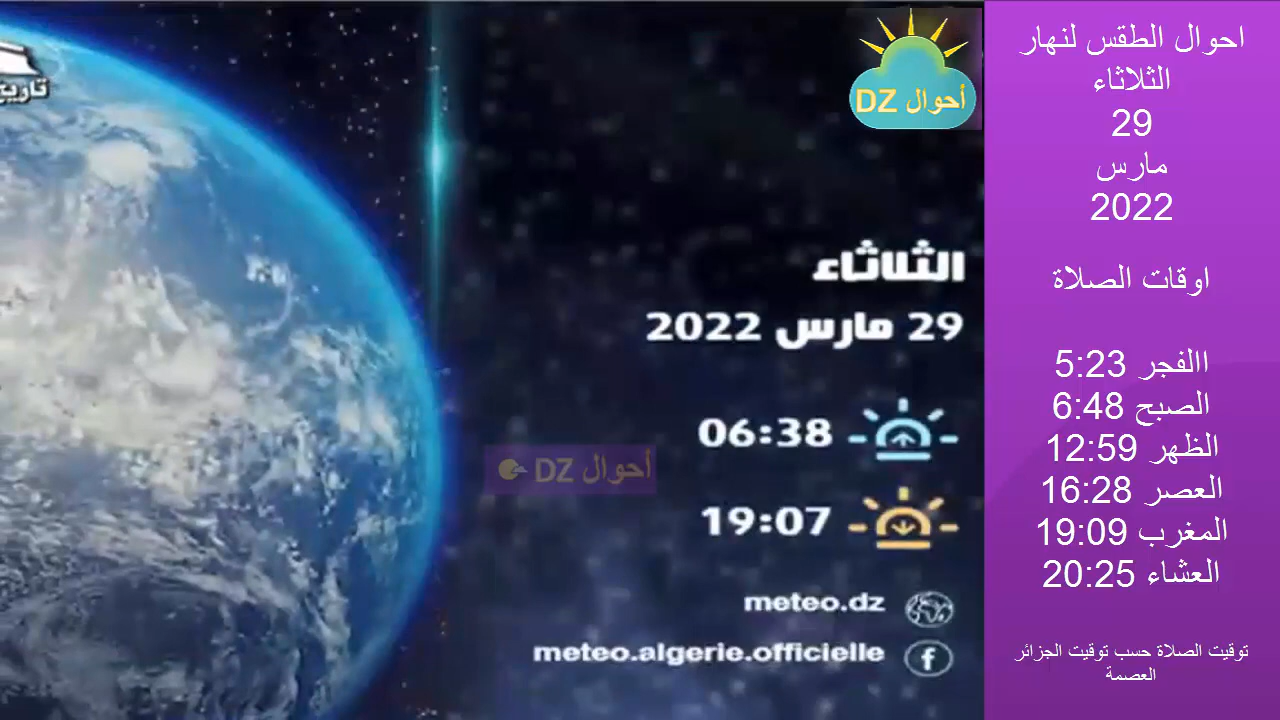 تاريخ
أحوال DZ
الثلاثاء
29 مارس 2022
06:38
19:07
أحوال DZ
meteo.dz
meteo.algerie.officielle
احوال الطقس لنهار
الثلاثاء
29
مارس
2022
اوقات الصلاة
االفجر 5:23
الصبح 6:48
الظهر 12:59
العصر 16:28
المغرب 19:09
العشاء 20:25
توقيت الصلاة حسب توقيت الجزائر
العصمة